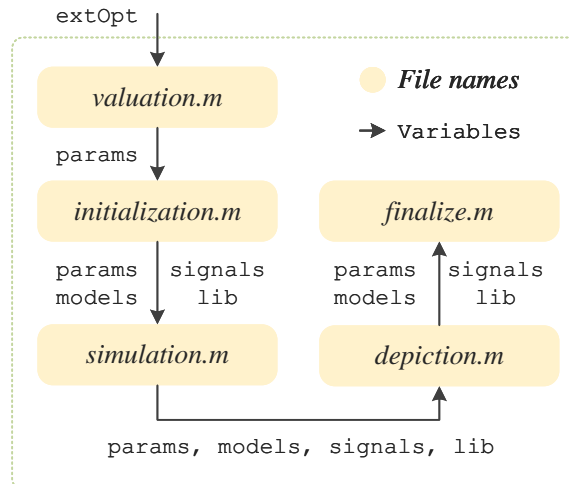 extOpt
valuation.m
File names
Variables
params
initialization.m
finalize.m
params signals
models lib
params signals
models lib
simulation.m
depiction.m
params, models, signals, lib